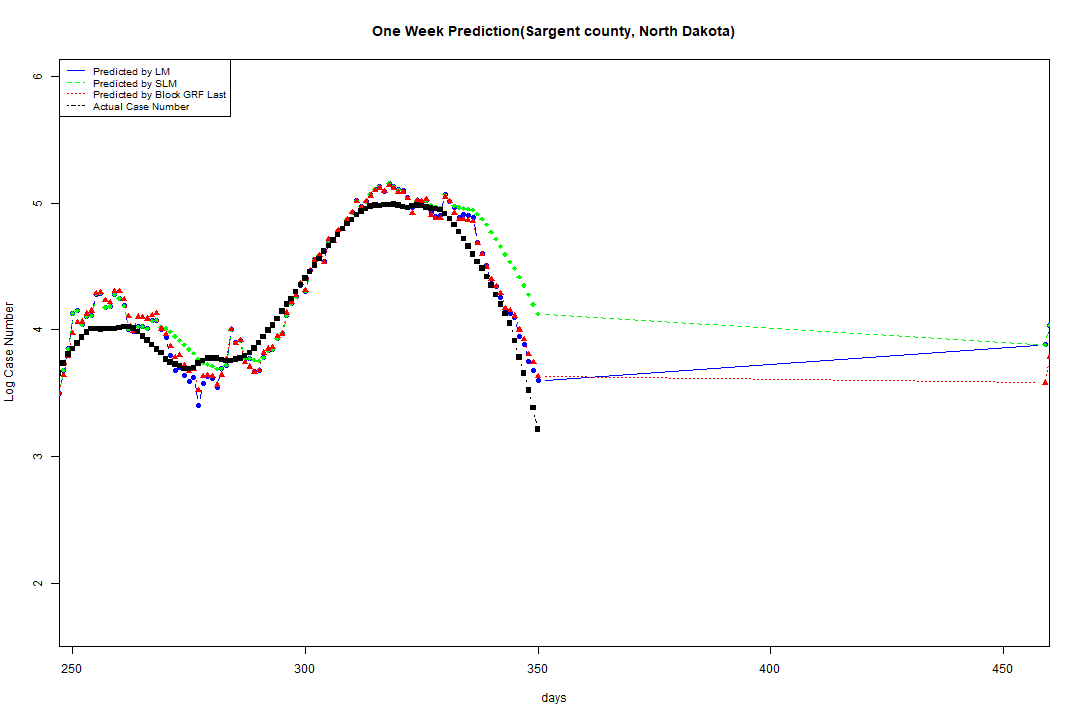 One Week Prediction(Sargent county, North Dakota)
Predicted by LM
Predicted by SLM
Predicted by Block GRF Last
Actual Case Number
6
5
4
3
2
Log Case Number
250 300 350 400 450
days